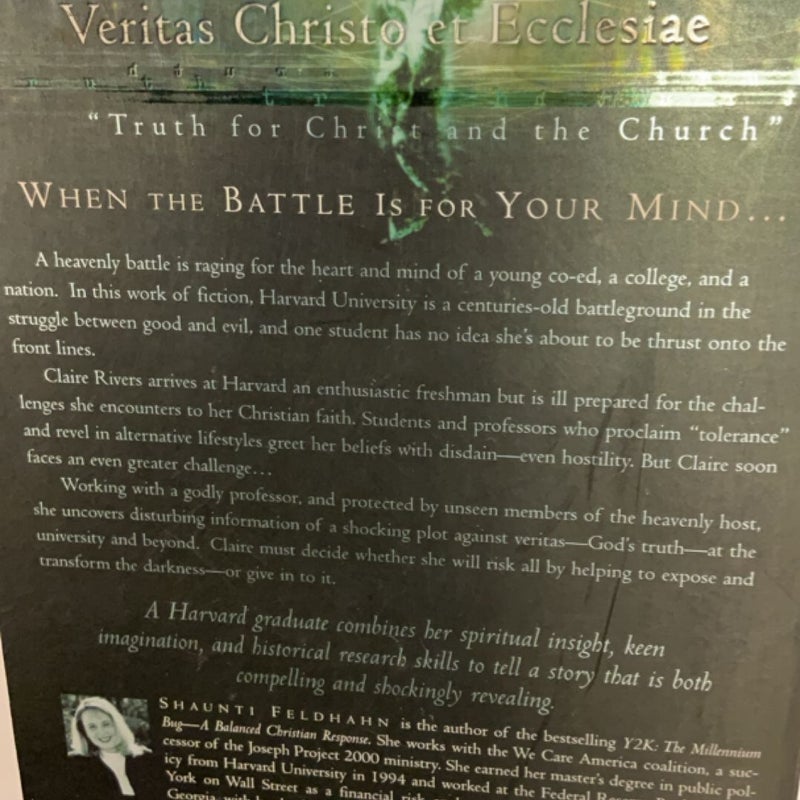 Veritas Christo et Ecclesiae
"Truth for Christ and the Church"
WHEN THE BATTLE IS FOR YOUR MIND...
A heavenly battle is raging for the heart and mind of a young co-ed, a college, and a
nation. In this work of fiction, Harvard University is a centuries-old battleground in the
struggle between good and evil, and one student has no idea she's about to be thrust onto the
front lines.
Claire Rivers arrives at Harvard an enthusiastic freshman but is ill prepared for the chal-
lenges she encounters to her Christian faith. Students and professors who proclaim "tolerance"
and revel in alternative lifestyles greet her beliefs with disdain—even hostility. But Claire soon
faces an even greater challenge...
Working with a godly professor, and protected by unseen members of the heavenly host,
she uncovers disturbing information of a shocking plot against veritas—God's truth—at the
university and beyond. Claire must decide whether she will risk all by helping to expose and
transform the darkness—or give in to it.
A Harvard graduate combines her spiritual insight, keen
imagination, and historical research skills to tell a story that is both
compelling and shockingly revealing.
SHAUNTI FELDHAHN is the author of the bestselling Y2K: The Millennium
Bug—A Balanced Christian Response. She works with the We Care America coalition, a suc-
cessor of the Joseph Project 2000 ministry. She earned her master's degree in public pol-
icy from Harvard University in 1994 and worked at the Federal
York on Wall Street as a financial risk
Georgia, with